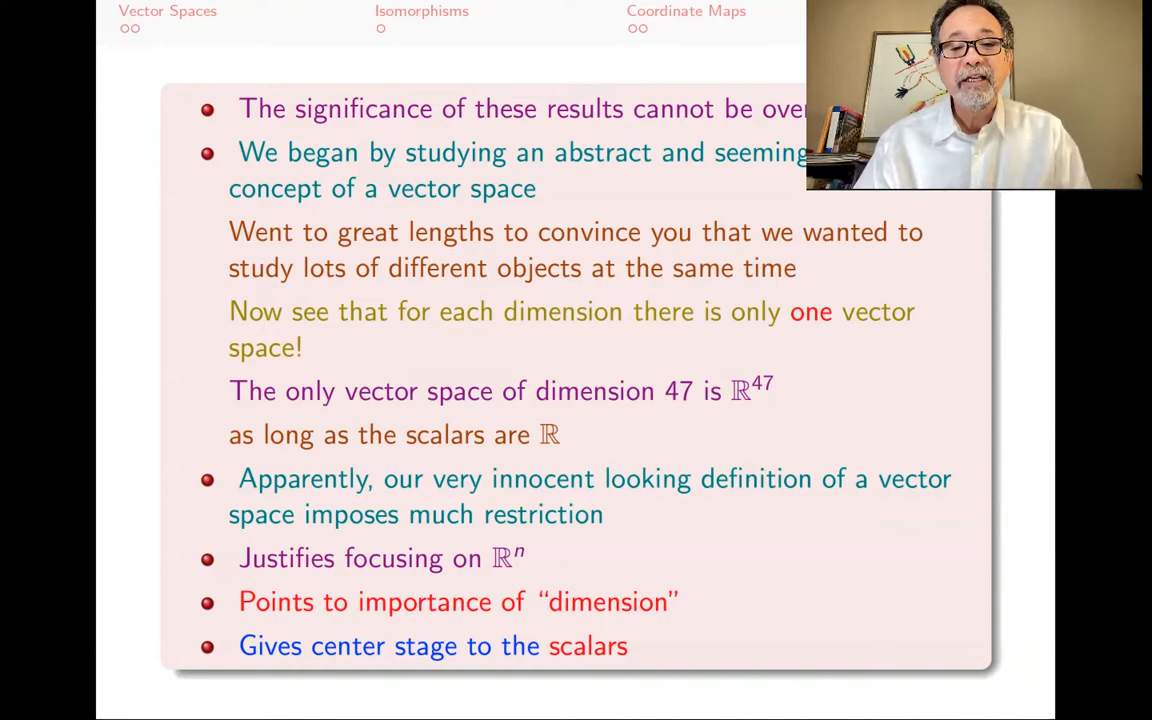 Vector Spaces
Isomorphisms
Coordinate Maps
The significance of these results cannot be
We began by studying an abstract and
concept of a vector space
Went to great lengths to convince you that we wanted to
study lots of different objects at the same time
Now see that for each dimension there is only one vector
space!
The only vector space of dimension 47 is ℝ⁴⁷
as long as the scalars are ℝ
Apparently, our very innocent looking definition of a vector
space imposes much restriction
Justifies focusing on ℝⁿ
Points to importance of “dimension”
Gives center stage to the scalars